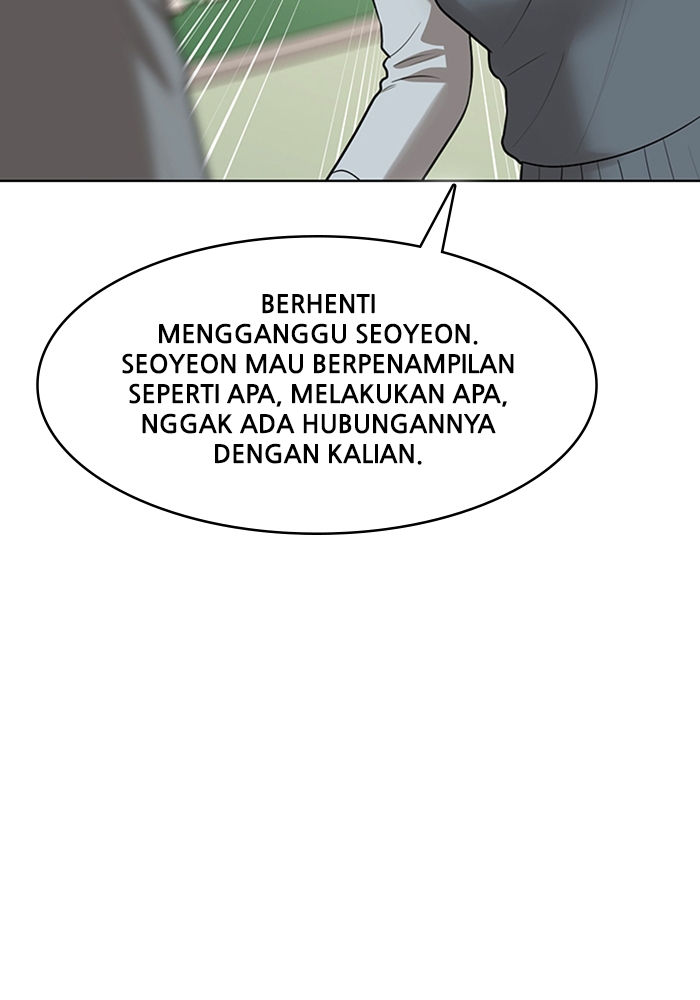 BERHENTI
MENGGANGGU SEOYEON.
SEOYEON MAU BERPENAMPILAN
SEPERTI APA, MELAKUKAN APA,
NGGAK ADA HUBUNGANNYA
DENGAN KALIAN.